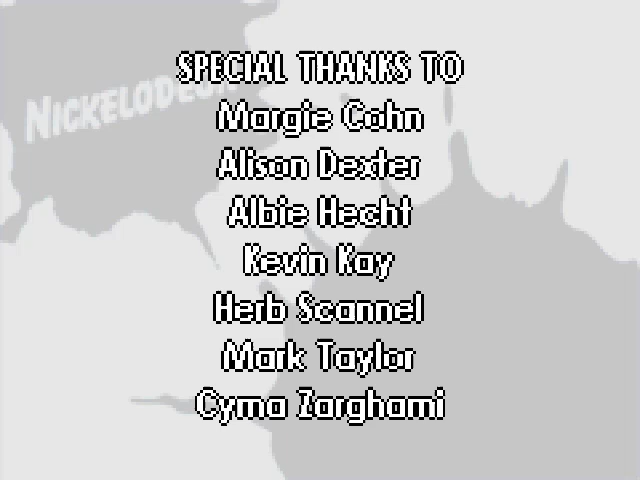 NICKELODEON
SPECIAL THANKS TO
Margie Cohn
Alison Dexter
Albie Hecht
Kevin Kay
Herb Scannel
Mark Taylor
Cyma Zarghami